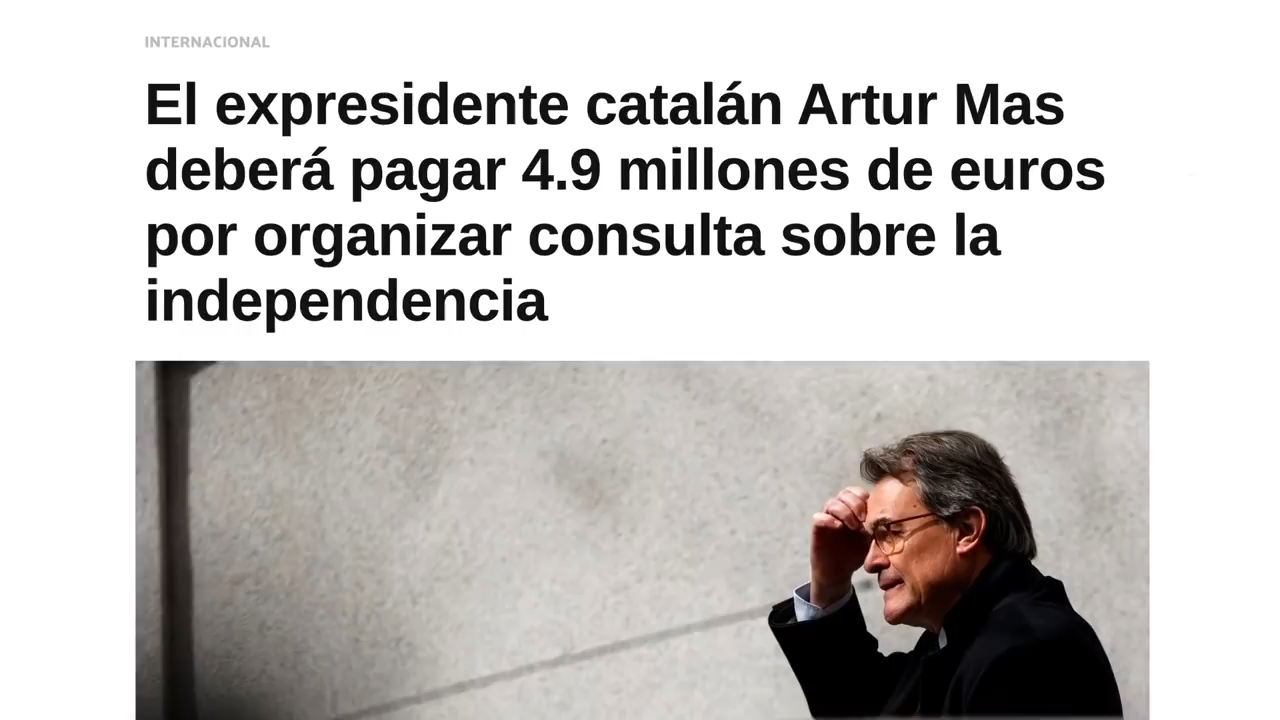 INTERNACIONAL
El expresidente catalán Artur Mas
deberá pagar 4.9 millones de euros
por organizar consulta sobre la
independencia